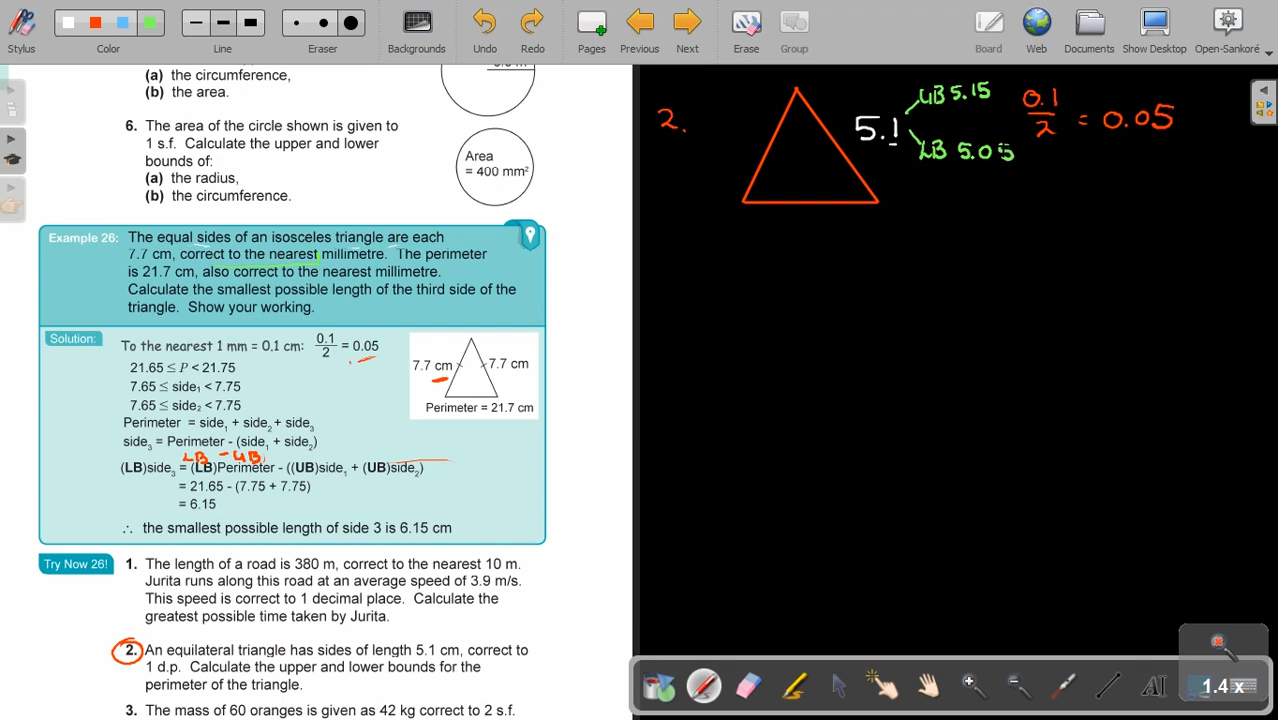 Stylus
Color
Line
Eraser
Backgrounds
Undo
Redo
Pages
Previous
Next
Erase
Group
Board
Web
Documents
Show Desktop
Open-Sankoré
(a) the circumference,
(b) the area.
6. The area of the circle shown is given to
1 s.f. Calculate the upper and lower
bounds of:
(a) the radius,
(b) the circumference.
Area
= 400 mm²
Example 26: The equal sides of an isosceles triangle are each
7.7 cm, correct to the nearest millimetre. The perimeter
is 21.7 cm, also correct to the nearest millimetre.
Calculate the smallest possible length of the third side of the
triangle. Show your working.
Solution:
To the nearest 1 mm = 0.1 cm: 0.1/2 = 0.05
21.65 ≤ P < 21.75
7.65 ≤ side₁ < 7.75
7.65 ≤ side₂ < 7.75
Perimeter = side₁ + side₂ + side₃
side₃ = Perimeter - (side₁ + side₂)
LB - UB
(LB)side₃ = (LB)Perimeter - ((UB)side₁ + (UB)side₂)
= 21.65 - (7.75 + 7.75)
= 6.15
∴ the smallest possible length of side 3 is 6.15 cm
7.7 cm
7.7 cm
Perimeter = 21.7 cm
Try Now 26!
1. The length of a road is 380 m, correct to the nearest 10 m.
Jurita runs along this road at an average speed of 3.9 m/s.
This speed is correct to 1 decimal place. Calculate the
greatest possible time taken by Jurita.
2. An equilateral triangle has sides of length 5.1 cm, correct to
1 d.p. Calculate the upper and lower bounds for the
perimeter of the triangle.
3. The mass of 60 oranges is given as 42 kg correct to 2 s.f.
2.
5.1
UB 5.15
LB 5.05
0.1/2 = 0.05
1.4 x